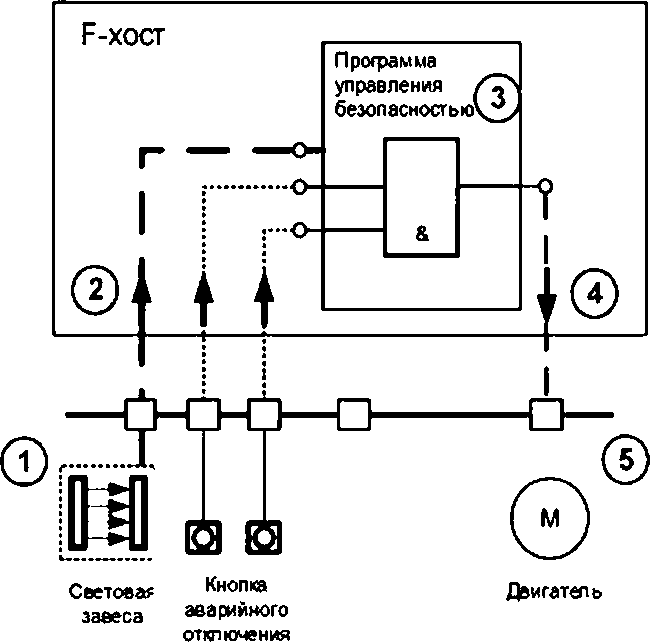 F-хост
Программа
управления
безопасностью
3
&
2
4
1
5
M
Световая
завеса
Кнопка
аварийного
отключения
Двигатель